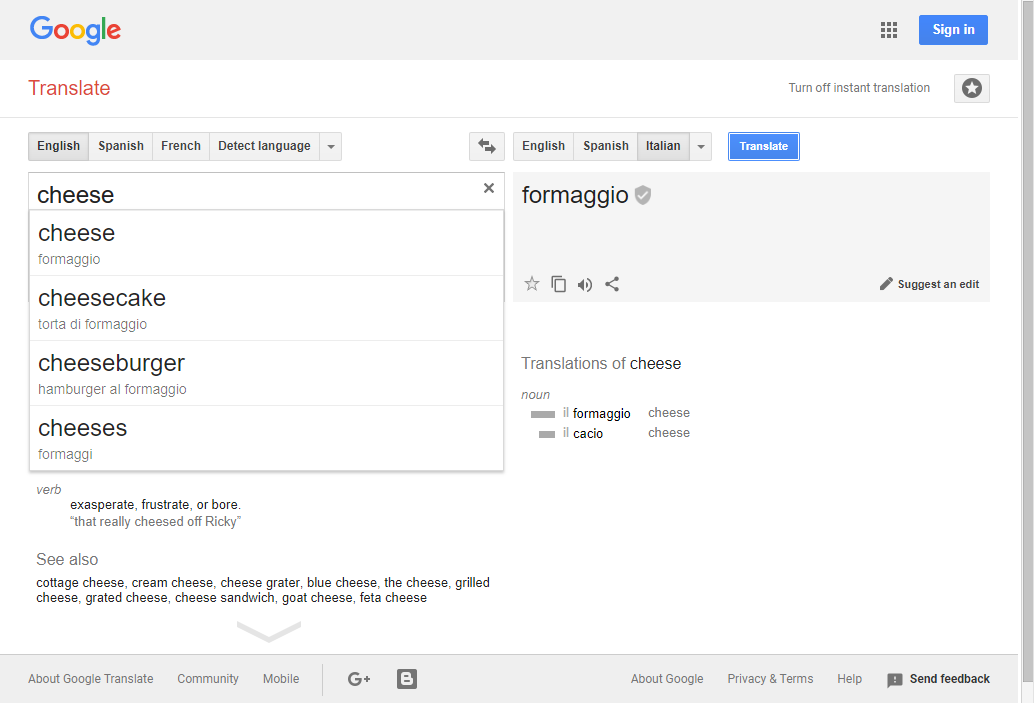 Google
Sign in
Translate
Turn off instant translation
English Spanish French Detect language
English Spanish Italian
Translate
cheese
formaggio
cheese
formaggio
cheesecake
torta di formaggio
cheeseburger
hamburger al formaggio
cheeses
formaggi
Suggest an edit
Translations of cheese
noun
il formaggio cheese
il cacio cheese
verb
exasperate, frustrate, or bore.
“that really cheesed off Ricky”
See also
cottage cheese, cream cheese, cheese grater, blue cheese, the cheese, grilled
cheese, grated cheese, cheese sandwich, goat cheese, feta cheese
About Google Translate Community Mobile G+ B
About Google Privacy & Terms Help Send feedback